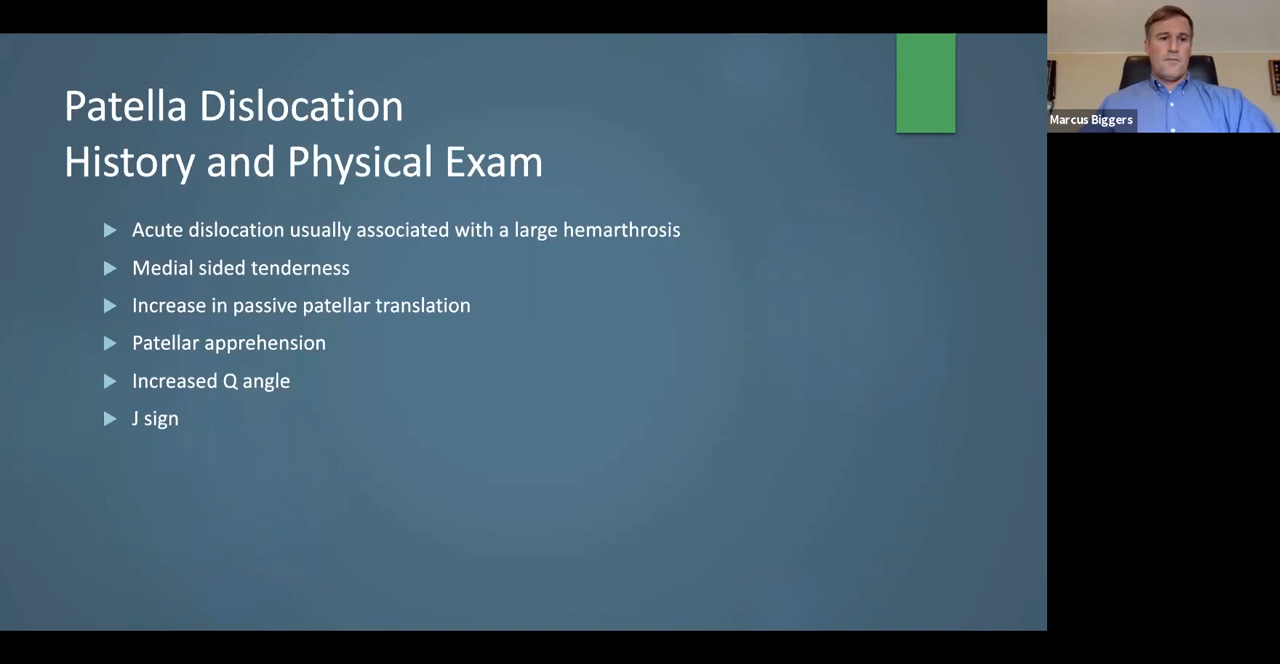 Patella Dislocation
History and Physical Exam
Acute dislocation usually associated with a large hemarthrosis
Medial sided tenderness
Increase in passive patellar translation
Patellar apprehension
Increased Q angle
J sign
Marcus Biggers